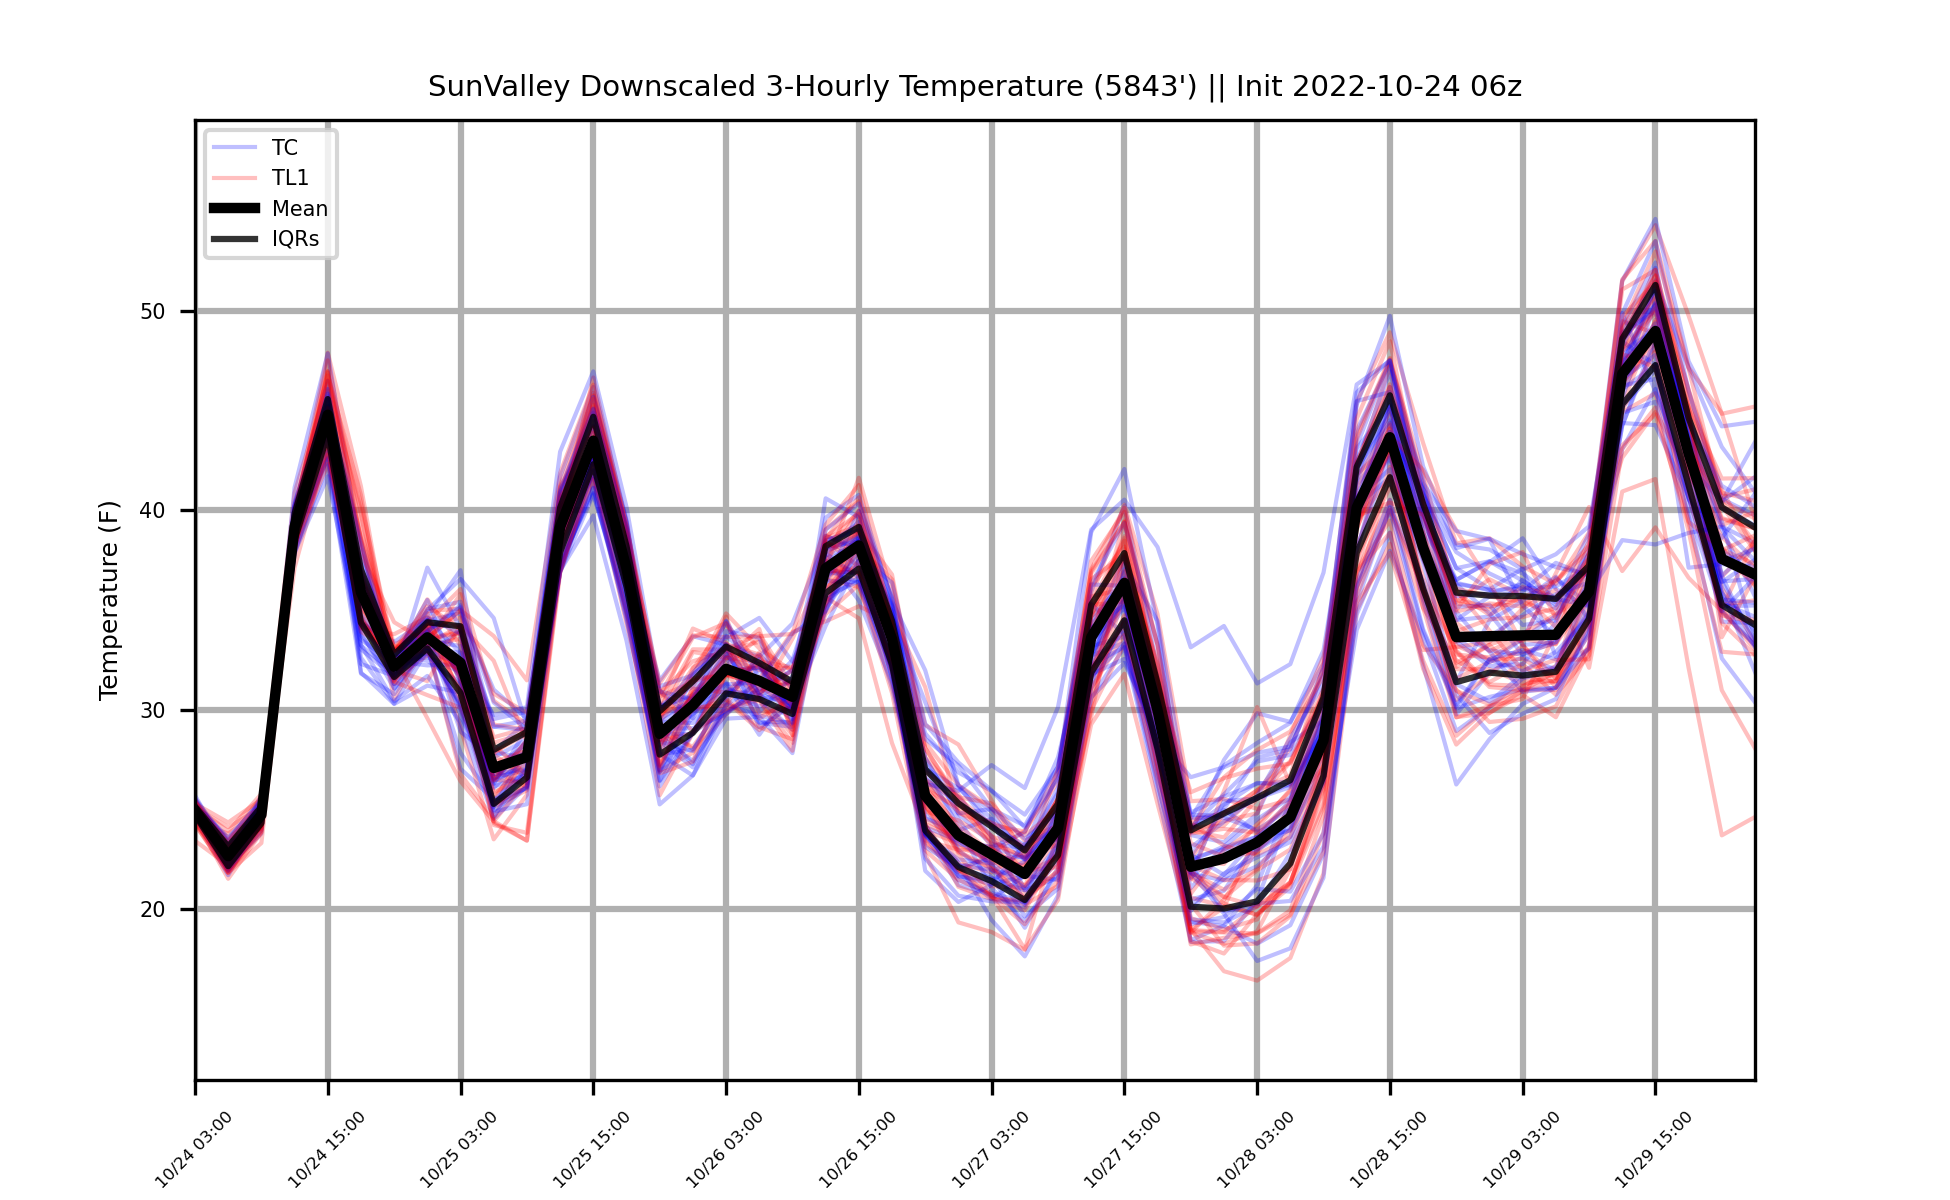 SunValley Downscaled 3-Hourly Temperature (5843') || Init 2022-10-24 06z
TC
TL1
Mean
IQRs
Temperature (F)
50
40
30
20
10/24 03:00
10/24 15:00
10/25 03:00
10/25 15:00
10/26 03:00
10/26 15:00
10/27 03:00
10/27 15:00
10/28 03:00
10/28 15:00
10/29 03:00
10/29 15:00